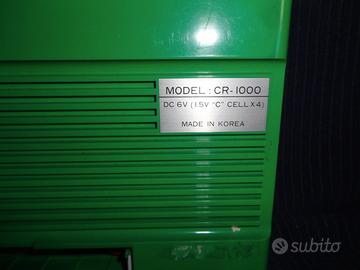 MODEL : CR-1000
DC 6V (1.5V "C" CELL X 4)
MADE IN KOREA
subito